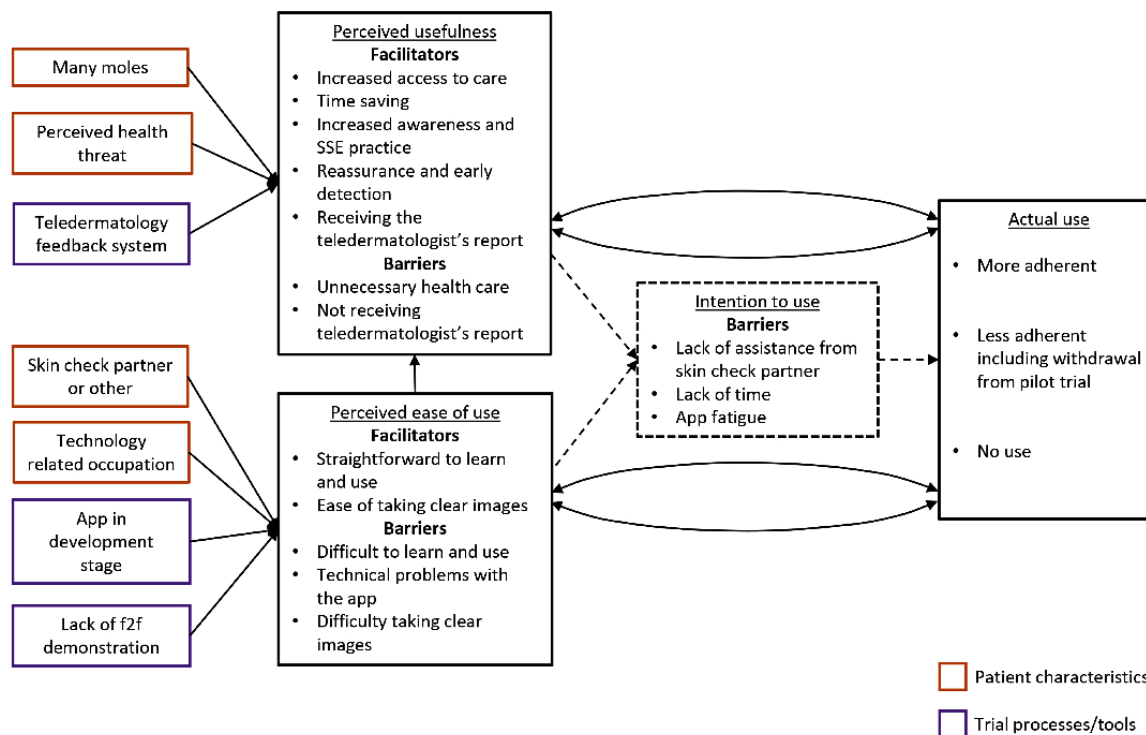 Many moles
Perceived health
threat
Teledermatology
feedback system
Perceived usefulness
Facilitators
• Increased access to care
• Time saving
• Increased awareness and
SSE practice
• Reassurance and early
detection
• Receiving the
teledermatologist's report
Barriers
• Unnecessary health care
• Not receiving
teledermatologist's report
Skin check partner
or other
Technology
related occupation
App in
development
stage
Lack of f2f
demonstration
Perceived ease of use
Facilitators
• Straightforward to learn
and use
• Ease of taking clear images
Barriers
• Difficult to learn and use
• Technical problems with
the app
• Difficulty taking clear
images
Intention to use
Barriers
• Lack of assistance from
skin check partner
• Lack of time
• App fatigue
Actual use
• More adherent
• Less adherent
including withdrawal
from pilot trial
• No use
Patient characteristics
Trial processes/tools